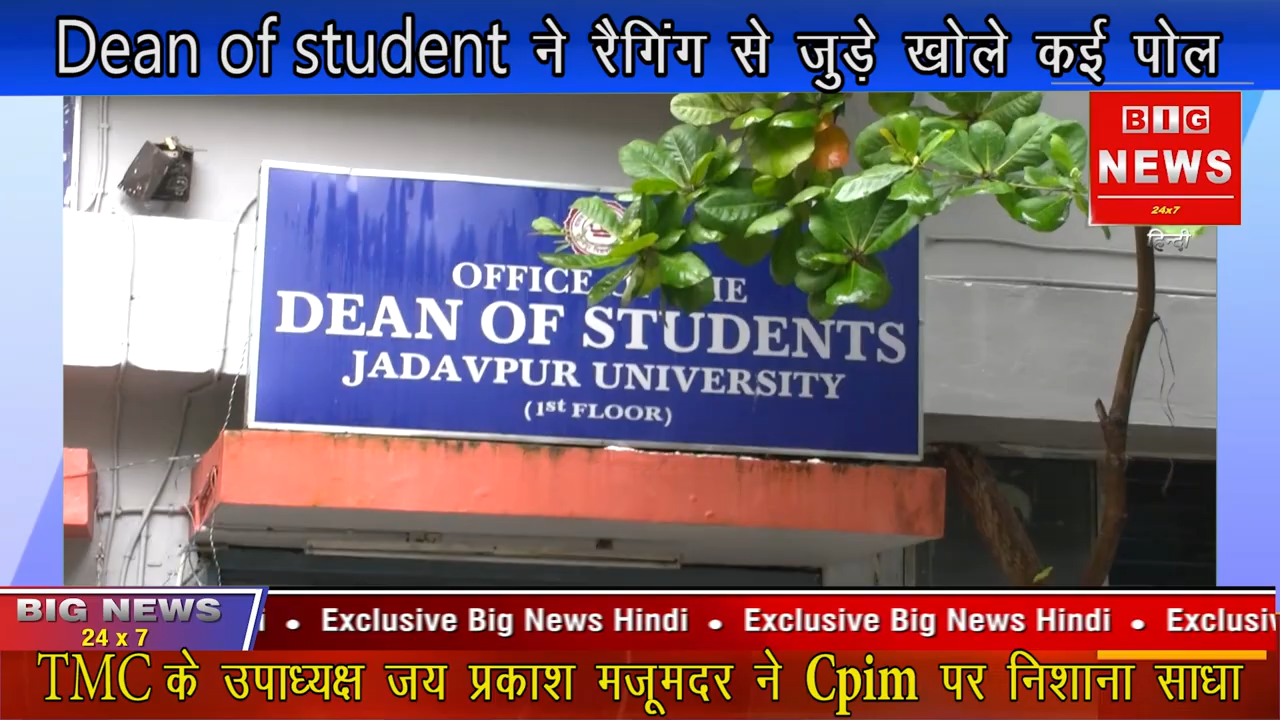 Dean of student ने रैगिंग से जुड़े खोले कई पोल
BIG
NEWS
24x7
हिन्दी
OFFICE
DEAN OF STUDENTS
JADAVPUR UNIVERSITY
(1st FLOOR)
BIG NEWS
24 x 7
• Exclusive Big News Hindi • Exclusive Big News Hindi •
TMC के उपाध्यक्ष जय प्रकाश मजूमदर ने Cpim पर निशाना साधा